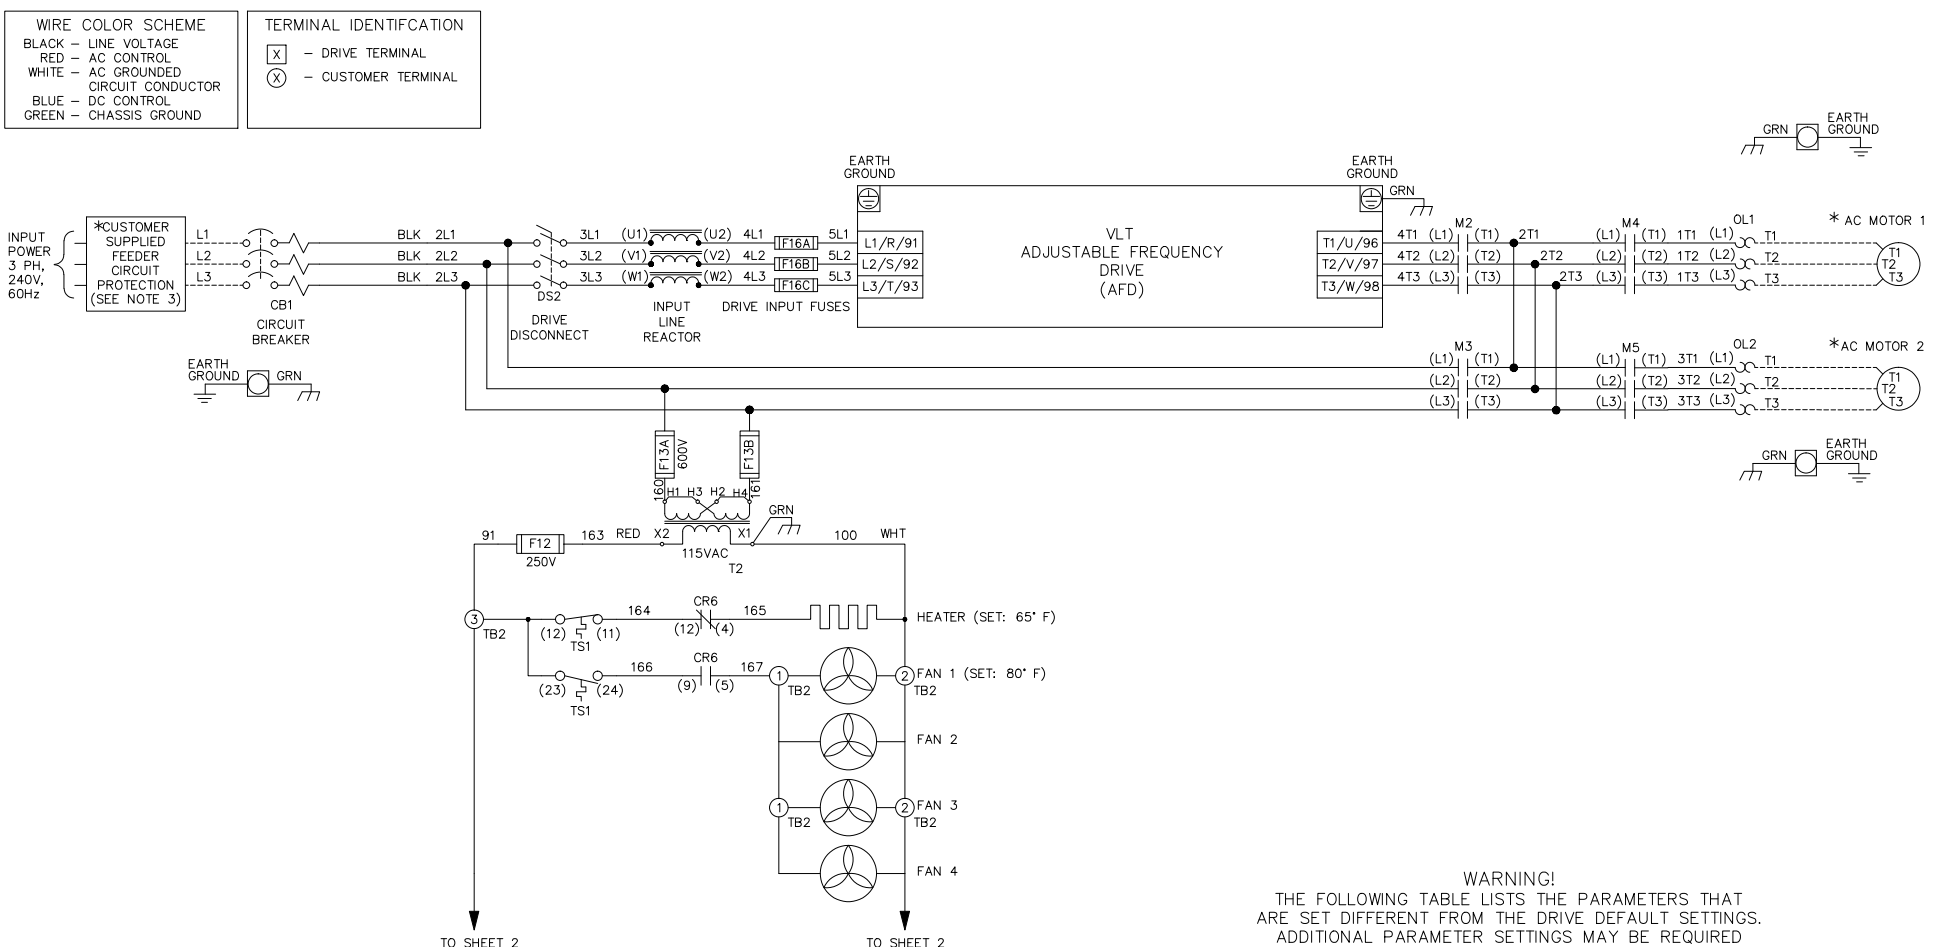 WIRE COLOR SCHEME
BLACK – LINE VOLTAGE
RED – AC CONTROL
WHITE – AC GROUNDED
CIRCUIT CONDUCTOR
BLUE – DC CONTROL
GREEN – CHASSIS GROUND
TERMINAL IDENTIFCATION
X – DRIVE TERMINAL
X – CUSTOMER TERMINAL
GRN EARTH
GROUND
EARTH
GROUND
EARTH
GROUND
GRN
INPUT
POWER
3 PH,
240V,
60Hz
*CUSTOMER
SUPPLIED
FEEDER
CIRCUIT
PROTECTION
(SEE NOTE 3)
L1
L2
L3
CB1
CIRCUIT
BREAKER
BLK 2L1
BLK 2L2
BLK 2L3
DS2
DRIVE
DISCONNECT
3L1 (U1) (U2) 4L1 F16A 5L1 L1/R/91
3L2 (V1) (V2) 4L2 F16B 5L2 L2/S/92
3L3 (W1) (W2) 4L3 F16C 5L3 L3/T/93
INPUT
LINE
REACTOR
DRIVE INPUT FUSES
VLT
ADJUSTABLE FREQUENCY
DRIVE
(AFD)
M2 M4 OL1 * AC MOTOR 1
T1/U/96 4T1 (L1) (T1) 2T1 (L1) (T1) 1T1 (L1) T1
T2/V/97 4T2 (L2) (T2) 2T2 (L2) (T2) 1T2 (L2) T2
T3/W/98 4T3 (L3) (T3) 2T3 (L3) (T3) 1T3 (L3) T3
T1
T2
T3
M3 M5 OL2 *AC MOTOR 2
(L1) (T1) (L1) (T1) 3T1 (L1) T1
(L2) (T2) (L2) (T2) 3T2 (L2) T2
(L3) (T3) (L3) (T3) 3T3 (L3) T3
T1
T2
T3
EARTH
GROUND GRN
GRN EARTH
GROUND
F13A
600V
F13B
160 H1 H3 H2 H4 161
GRN
91 F12 163 RED X2 X1 100 WHT
250V
115VAC
T2
3
TB2
(12) (11)
TS1
164 CR6 165
(12) (4)
HEATER (SET: 65° F)
(23) (24)
TS1
166 CR6 167
(9) (5)
1
TB2
2
TB2
FAN 1 (SET: 80° F)
FAN 2
1
TB2
2
TB2
FAN 3
FAN 4
TO SHEET 2
TO SHEET 2
WARNING!
THE FOLLOWING TABLE LISTS THE PARAMETERS THAT
ARE SET DIFFERENT FROM THE DRIVE DEFAULT SETTINGS.
ADDITIONAL PARAMETER SETTINGS MAY BE REQUIRED